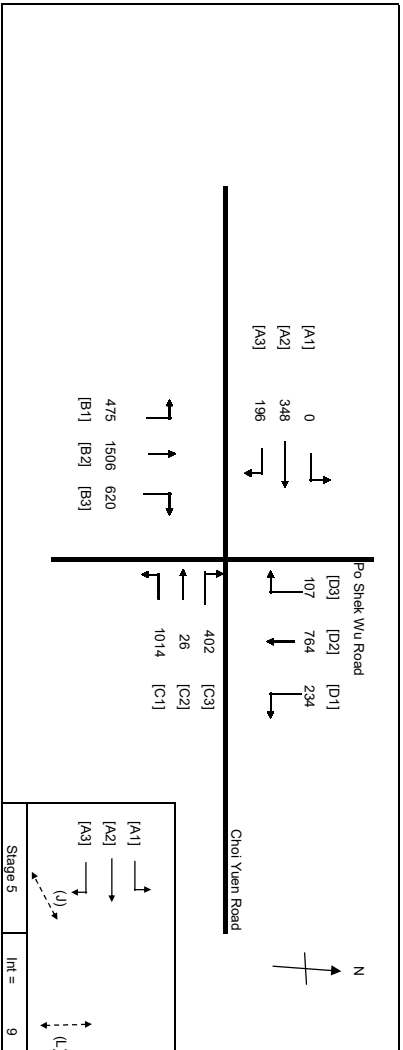 N
Po Shek Wu Road
[D3] [D2] [D1]
107 764 234
[A1] 0
[A2] 348
[A3] 196
Choi Yuen Road
402 [C3]
26 [C2]
1014 [C1]
475 1506 620
[B1] [B2] [B3]
[A1]
[A2]
[A3]
(J)
(L
Stage 5 Int = 9